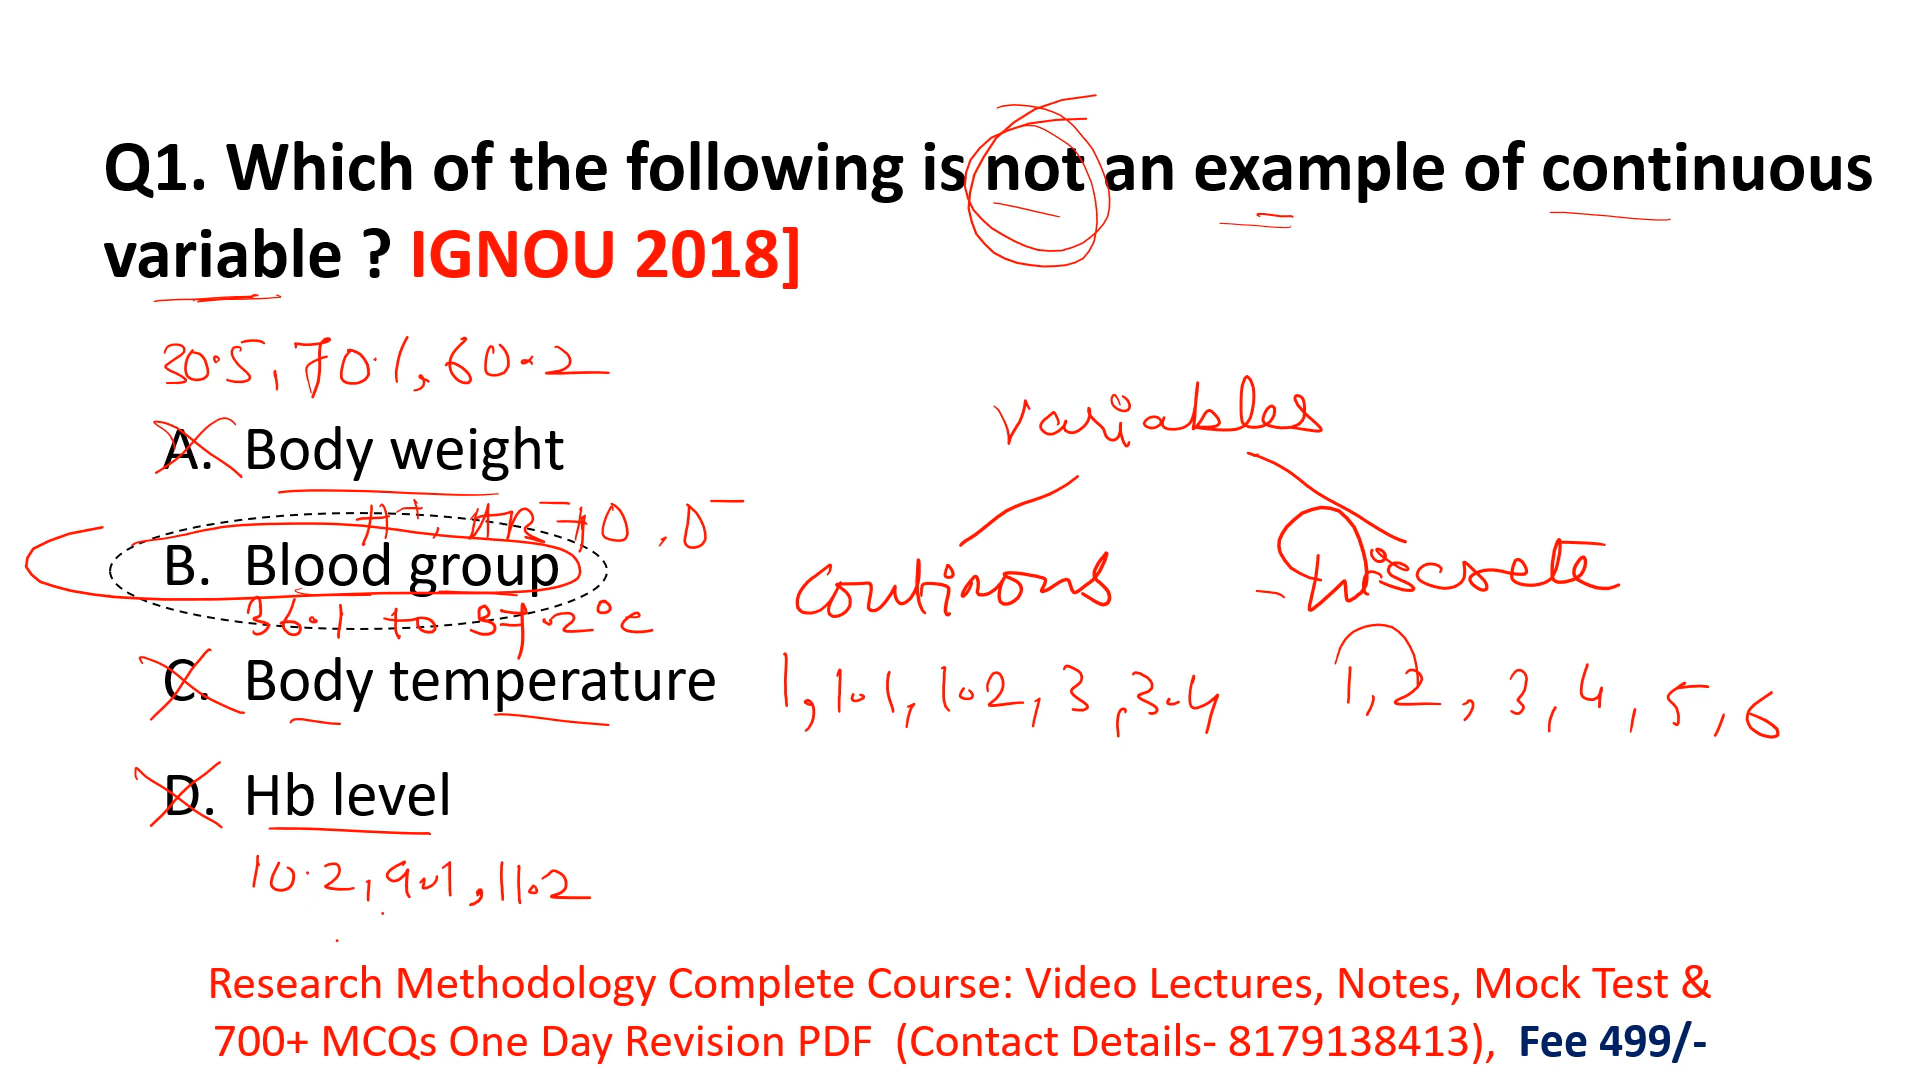 Q1. Which of the following is not an example of continuous
variable ? IGNOU 2018]
30.5, 70.1, 60.2
variables
A. Body weight
A⁺, O, O⁻
B. Blood group
Continous Discrete
36.1 to 37.2°C
C. Body temperature
1, 1.1, 1.2, 3, 3.4 1, 2, 3, 4, 5, 6
D. Hb level
10.2, 9.1, 11.2
Research Methodology Complete Course: Video Lectures, Notes, Mock Test &
700+ MCQs One Day Revision PDF (Contact Details- 8179138413), Fee 499/-